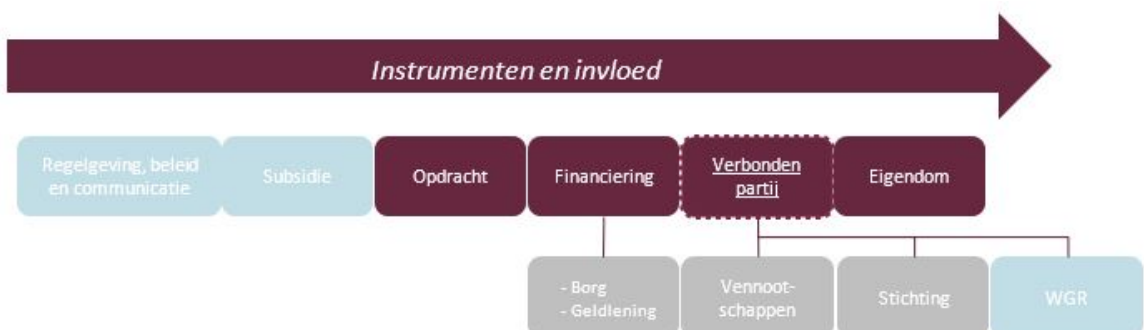 Instrumenten en invloed
Regelgeving, beleid
en communicatie
Subsidie
Opdracht
Financiering
Verbonden
partij
Eigendom
- Borg
- Geldlening
Vennoot-
schappen
Stichting
WGR